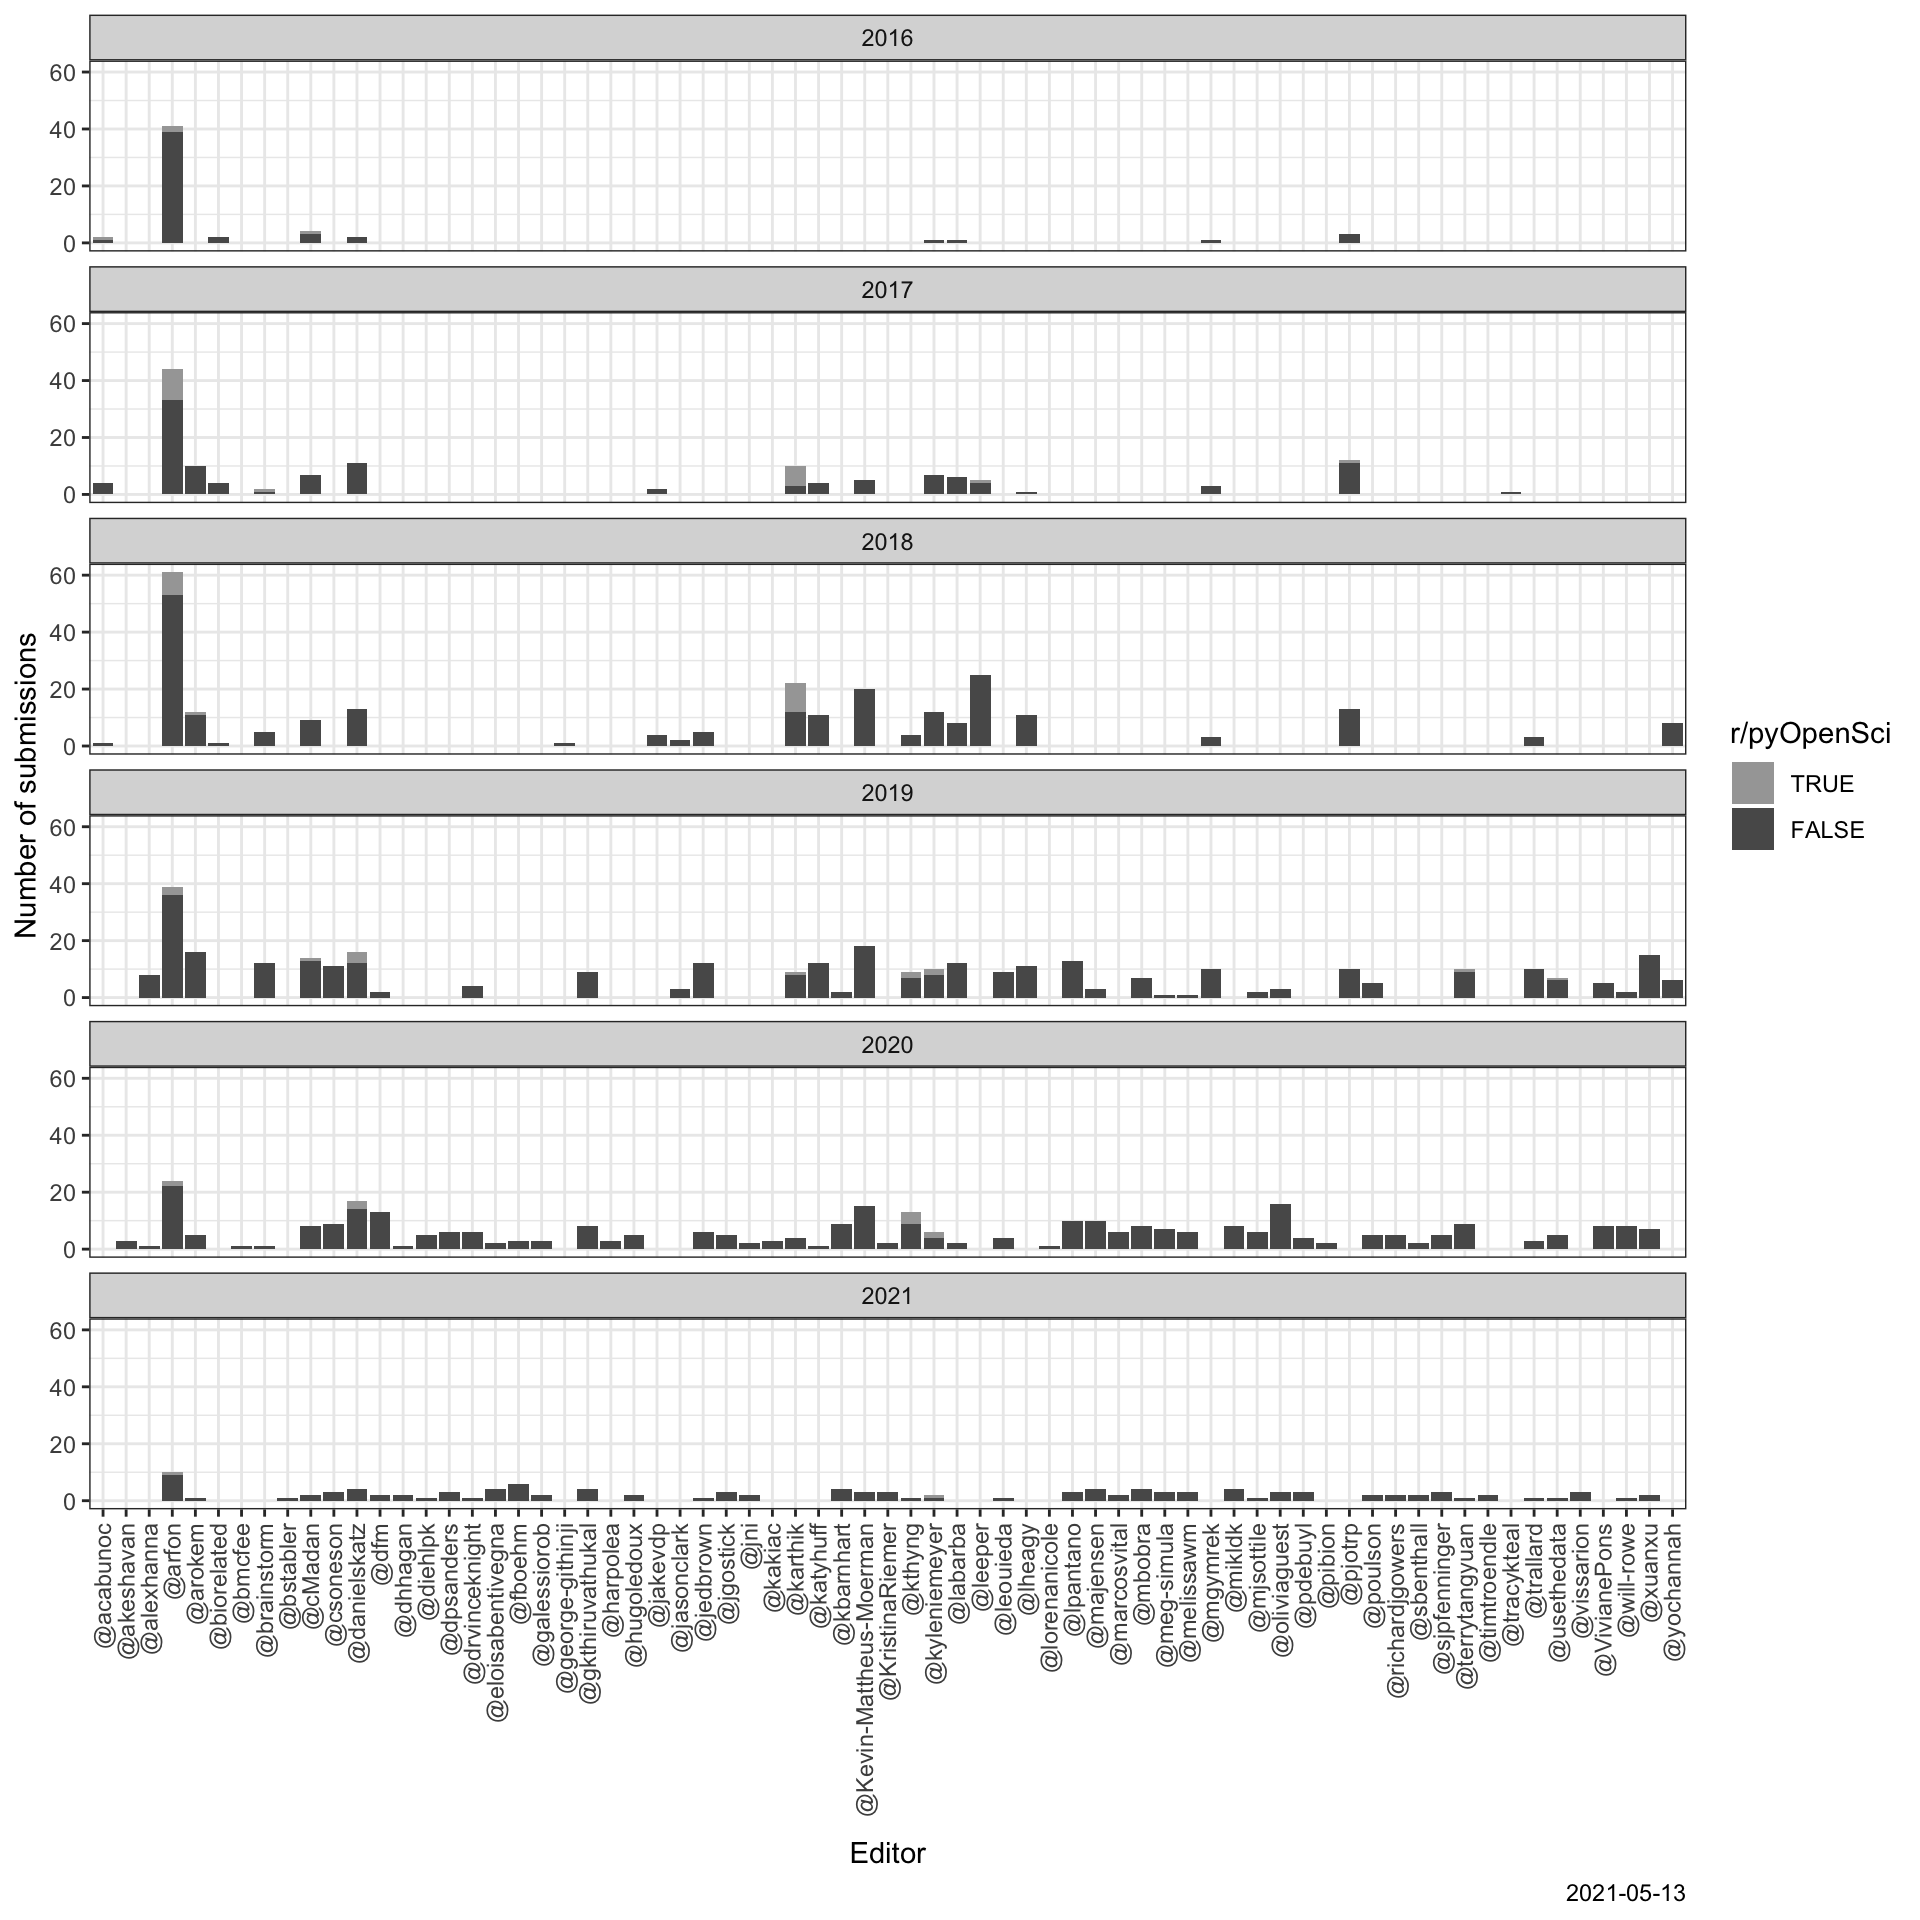 2016
60
40
20
0
2017
60
40
20
0
2018
60
40
20
0
2019
60
40
20
0
2020
60
40
20
0
2021
60
40
20
0
Number of submissions
@acabunoc
@akeshavan
@alexhanna
@arfon
@arokem
@biorelated
@bmcfee
@brainstorm
@bstabler
@cMadan
@csoneson
@danielskatz
@dfm
@dhhagan
@diehlpk
@dpsanders
@drvinceknight
@eloisabentivegna
@fboehm
@galessiorob
@george-githinji
@gkthiruvathukal
@harpolea
@hugoledoux
@jakevdp
@jasonclark
@jedbrown
@jgostick
@jni
@kakiac
@karthik
@katyhuff
@kbarnhart
@Kevin-Mattheus-Moerman
@KristinaRiemer
@kthyng
@kyleniemeyer
@labarba
@leeper
@leouieda
@lheagy
@lorenanicole
@lpantano
@majensen
@marcosvital
@mbobra
@meg-simula
@melissawm
@mgymrek
@mikldk
@mjsottile
@oliviaguest
@pdebuyl
@pibion
@pjotrp
@poulson
@richardjgowers
@sbenthall
@sjpfenninger
@terrytangyuan
@timtroendle
@tracykteal
@trallard
@usethedata
@vissarion
@VivianePons
@will-rowe
@xuanxu
@yochannah
Editor
r/pyOpenSci
TRUE
FALSE
2021-05-13